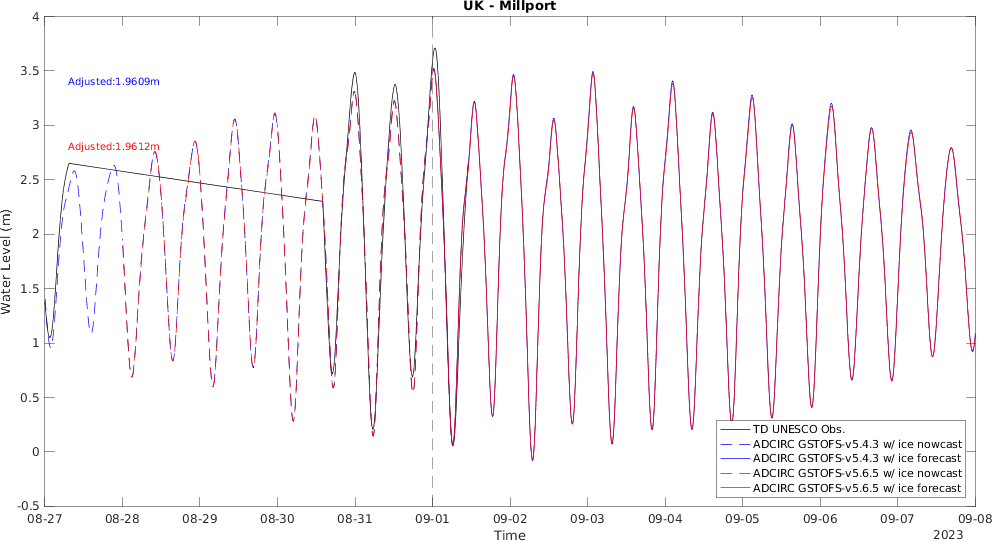 UK - Millport
4
3.5
3
2.5
2
1.5
1
0.5
0
-0.5
Water Level (m)
Adjusted:1.9609m
Adjusted:1.9612m
TD UNESCO Obs.
ADCIRC GSTOFS-v5.4.3 w/ ice nowcast
ADCIRC GSTOFS-v5.4.3 w/ ice forecast
ADCIRC GSTOFS-v5.6.5 w/ ice nowcast
ADCIRC GSTOFS-v5.6.5 w/ ice forecast
08-27 08-28 08-29 08-30 08-31 09-01 09-02 09-03 09-04 09-05 09-06 09-07 09-08
Time
2023